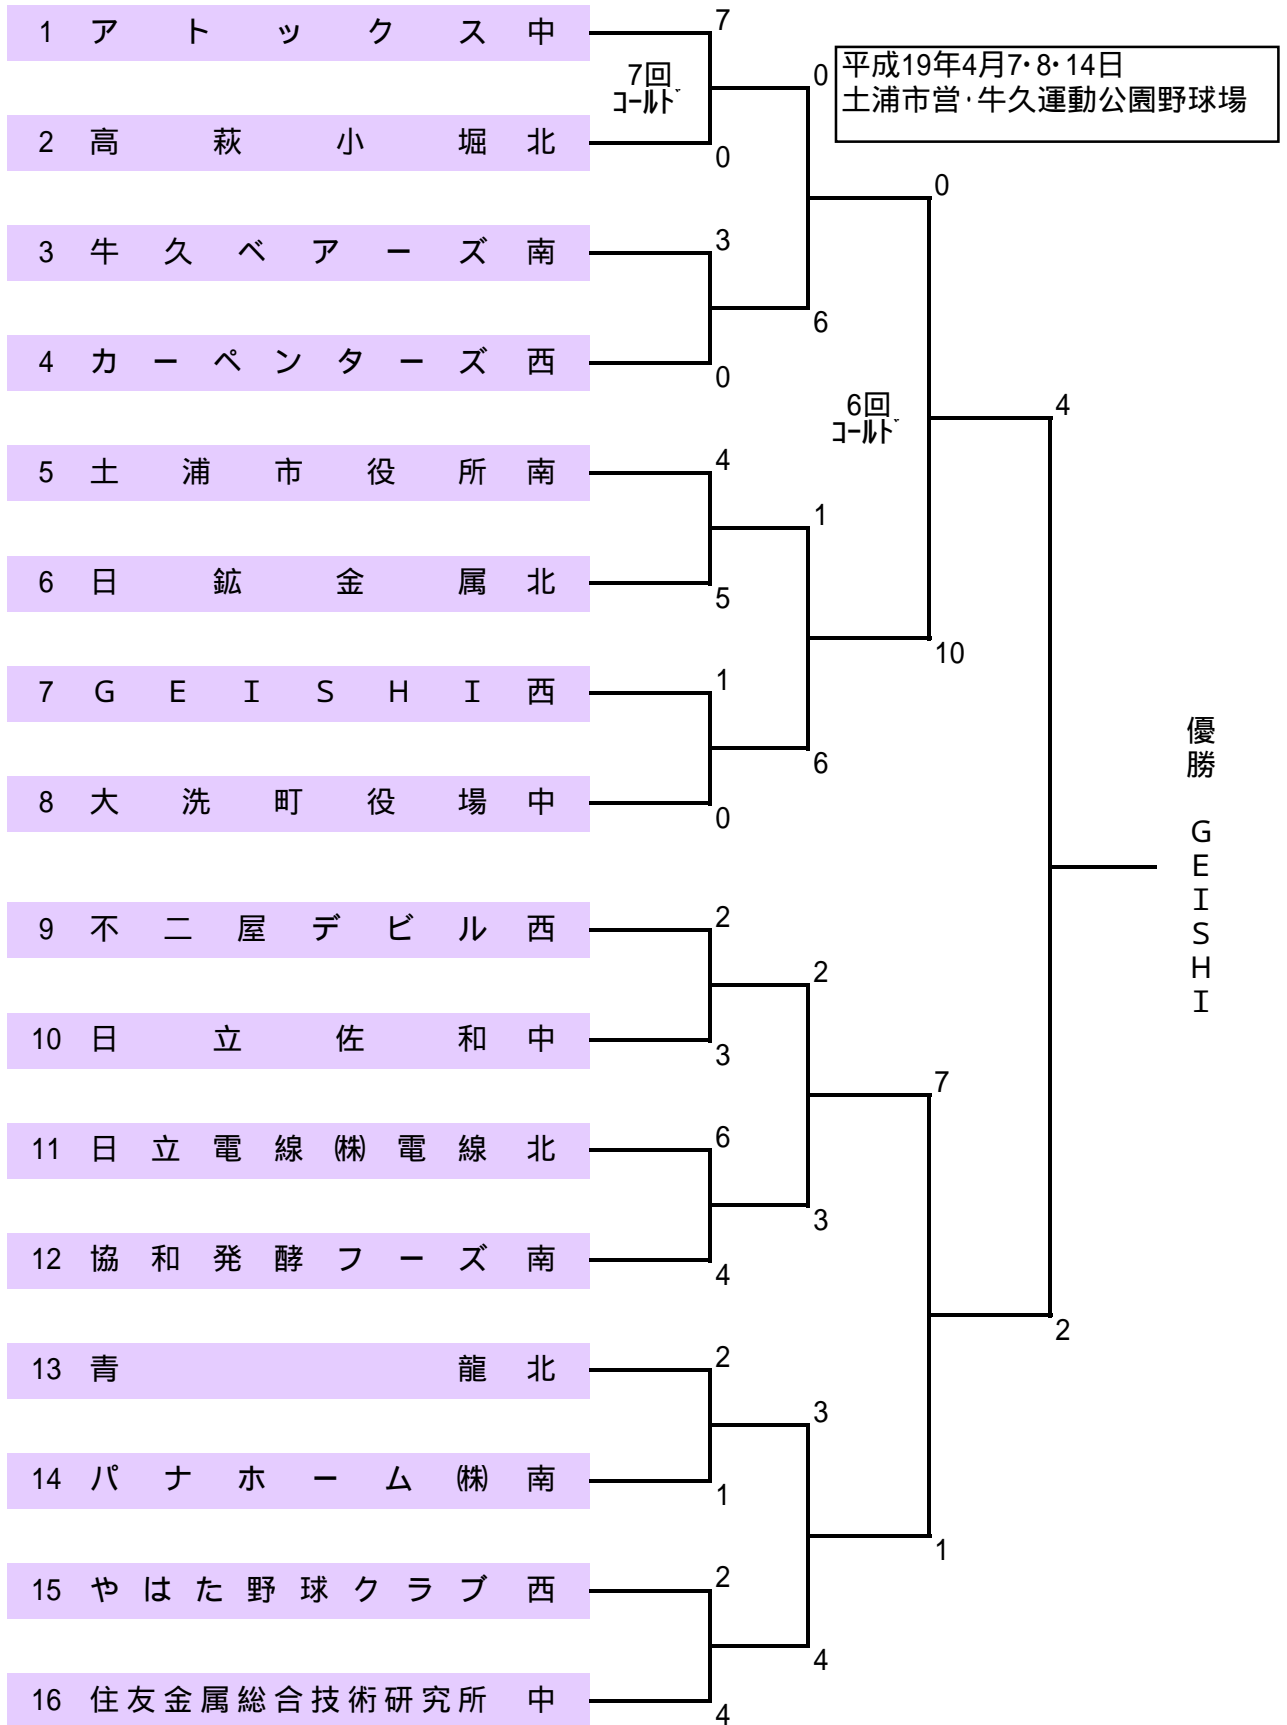 7
1 アトックス 中
平成19年4月7・8・14日
土浦市営・牛久運動公園野球場
0
7回
コールド
2 高萩小堀 北
0
0
3
3 牛久ベアーズ 南
6
4 カーペンターズ 西
0
6回
コールド
4
4
5 土浦市役所 南
1
6 日鉱金属 北
5
10
1
7 GEISHI 西
6
8 大洗町役場 中
0
優勝 GEISHI
2
9 不二屋デビル 西
2
10 日立佐和 中
3
7
6
11 日立電線㈱電線 北
3
12 協和発酵フーズ 南
4
2
2
13 青龍 北
3
14 パナホーム㈱ 南
1
1
2
15 やはた野球クラブ 西
4
16 住友金属総合技術研究所 中
4